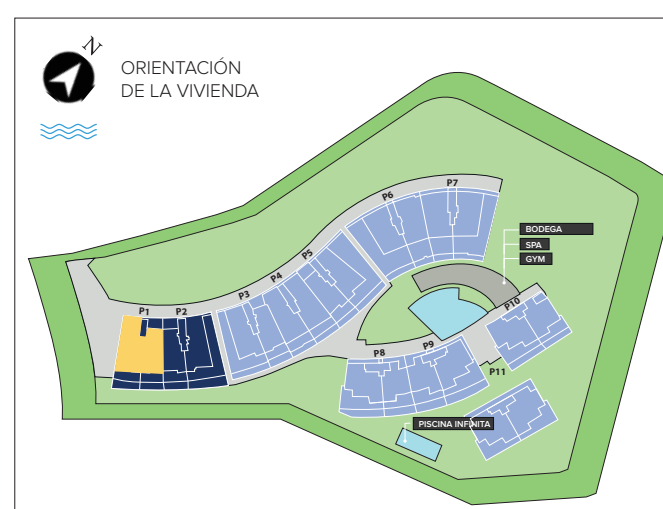 N
ORIENTACIÓN
DE LA VIVIENDA
P7
P6
BODEGA
SPA
GYM
P5
P4
P3
P10
P1
P2
P9
P8
P11
PISCINA INFINITA